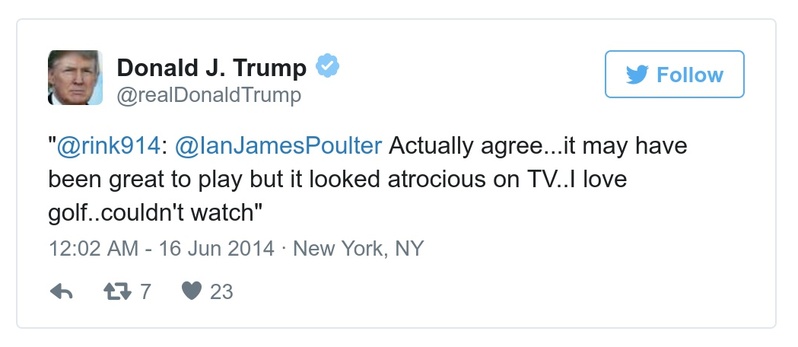 Donald J. Trump
@realDonaldTrump
Follow
"@rink914: @IanJamesPoulter Actually agree...it may have
been great to play but it looked atrocious on TV..I love
golf..couldn't watch"
12:02 AM - 16 Jun 2014 · New York, NY
7 23